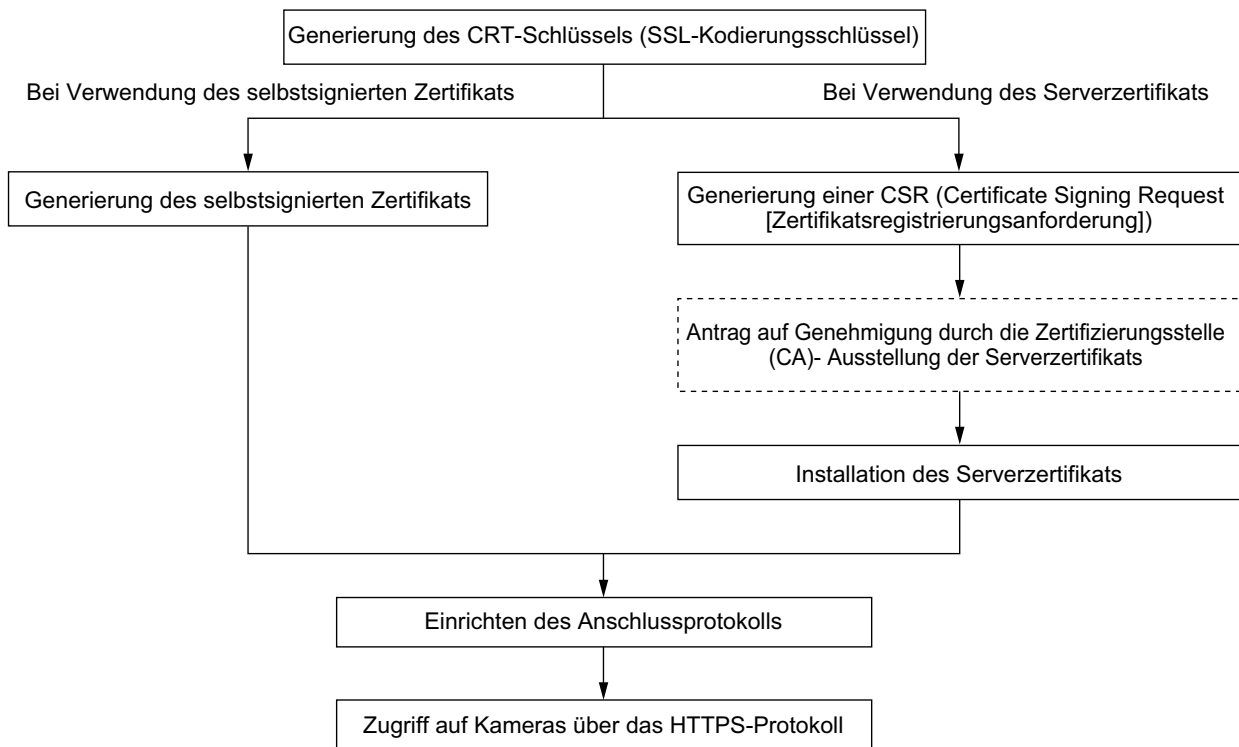 Generierung des CRT-Schlüssels (SSL-Kodierungsschlüssel)
Bei Verwendung des selbstsignierten Zertifikats
Bei Verwendung des Serverzertifikats
Generierung des selbstsignierten Zertifikats
Generierung einer CSR (Certificate Signing Request
[Zertifikatsregistrierungsanforderung])
Antrag auf Genehmigung durch die Zertifizierungsstelle
(CA)- Ausstellung der Serverzertifikats
Installation des Serverzertifikats
Einrichten des Anschlussprotokolls
Zugriff auf Kameras über das HTTPS-Protokoll